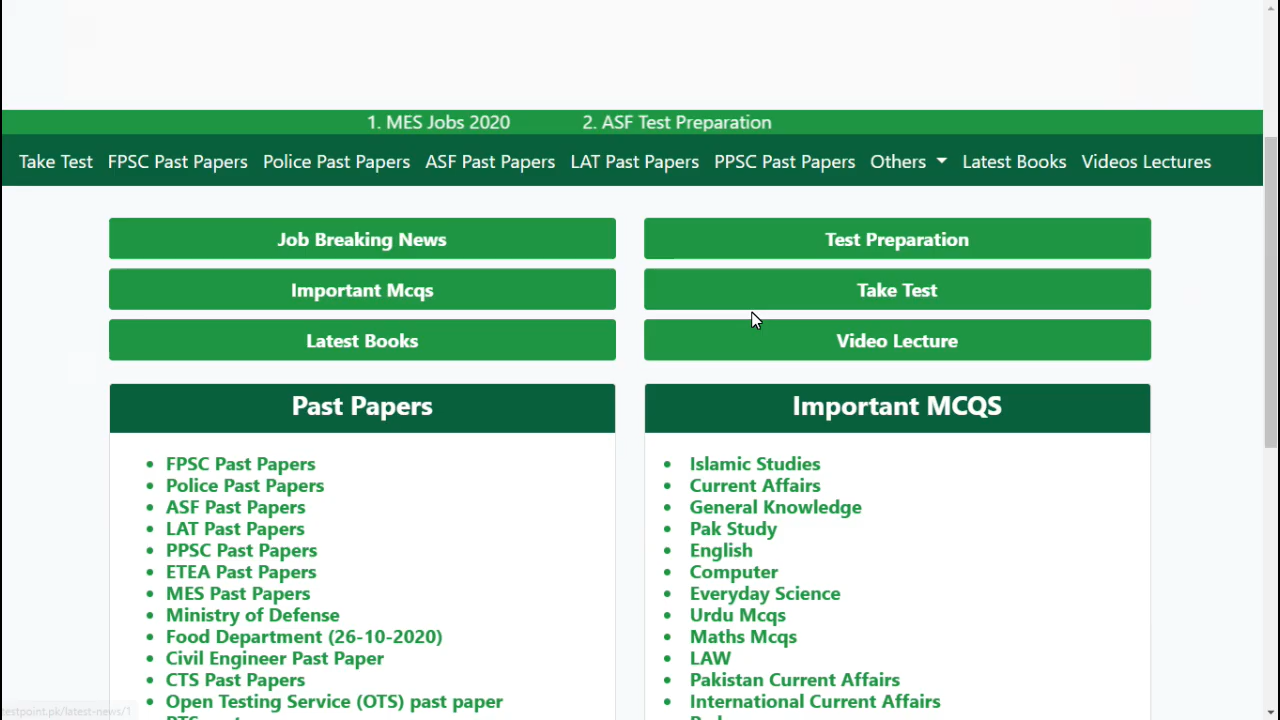 1. MES Jobs 2020 2. ASF Test Preparation
Take Test FPSC Past Papers Police Past Papers ASF Past Papers LAT Past Papers PPSC Past Papers Others Latest Books Videos Lectures
Job Breaking News
Test Preparation
Important Mcqs
Take Test
Latest Books
Video Lecture
Past Papers
FPSC Past Papers
Police Past Papers
ASF Past Papers
LAT Past Papers
PPSC Past Papers
ETEA Past Papers
MES Past Papers
Ministry of Defense
Food Department (26-10-2020)
Civil Engineer Past Paper
CTS Past Papers
Open Testing Service (OTS) past paper
Important MCQS
Islamic Studies
Current Affairs
General Knowledge
Pak Study
English
Computer
Everyday Science
Urdu Mcqs
Maths Mcqs
LAW
Pakistan Current Affairs
International Current Affairs
testpoint.pk/latest-news/1